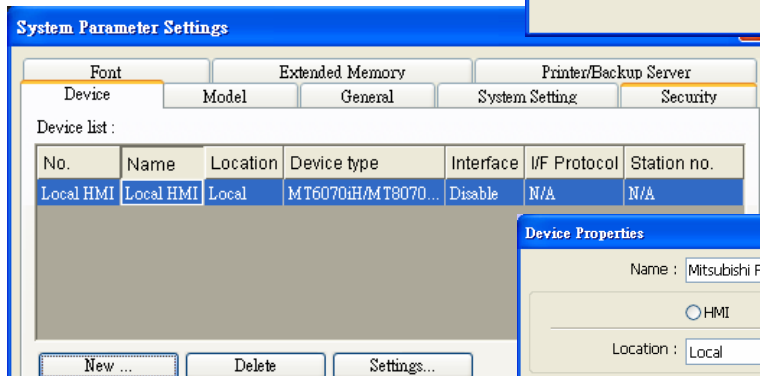 System Parameter Settings
Font Extended Memory Printer/Backup Server
Device Model General System Setting Security
Device list :
No. Name Location Device type Interface I/F Protocol Station no.
Local HMI Local HMI Local MT6070iH/MT8070... Disable N/A N/A
New ... Delete Settings...
Device Properties
Name : Mitsubishi
HMI
Location : Local